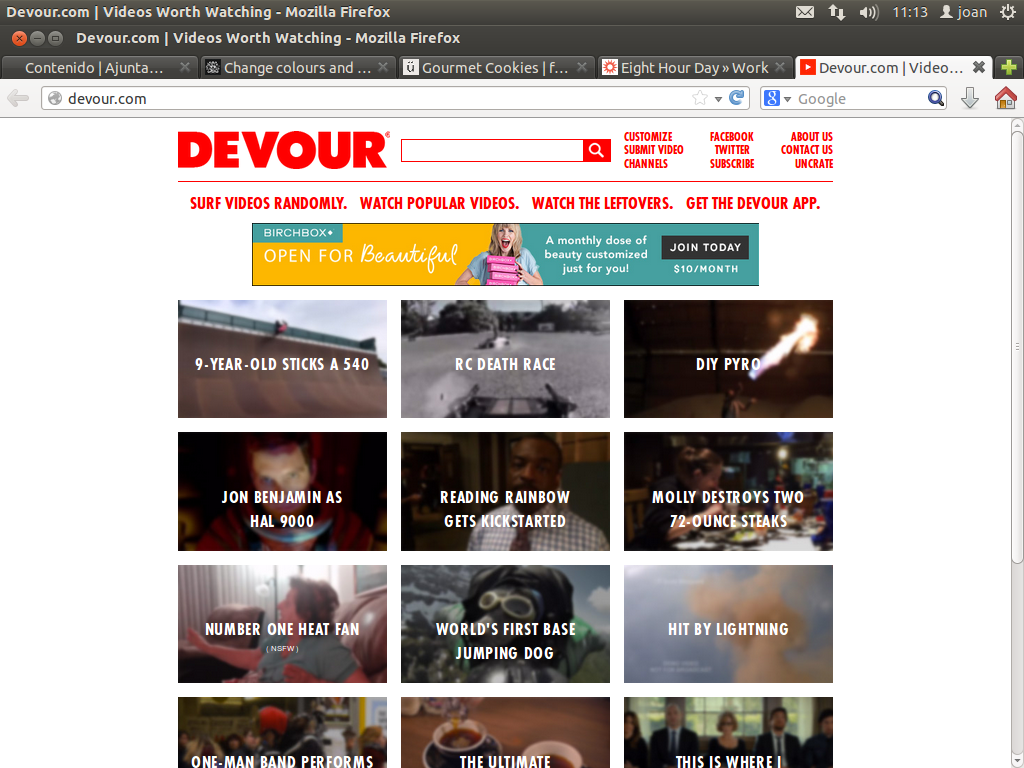 Devour.com | Videos Worth Watching - Mozilla Firefox
11:13
joan
Devour.com | Videos Worth Watching - Mozilla Firefox
Contenido | Ajunta...
Change colours and ...
Gourmet Cookies | f...
Eight Hour Day » Work
Devour.com | Video...
devour.com
Google
DEVOUR®
CUSTOMIZE
SUBMIT VIDEO
CHANNELS
FACEBOOK
TWITTER
SUBSCRIBE
ABOUT US
CONTACT US
UNCRATE
SURF VIDEOS RANDOMLY. WATCH POPULAR VIDEOS. WATCH THE LEFTOVERS. GET THE DEVOUR APP.
BIRCHBOX+
OPEN FOR Beautiful
A monthly dose of
beauty customized
just for you!
JOIN TODAY
$10/MONTH
9-YEAR-OLD STICKS A 540
RC DEATH RACE
DIY PYRO
JON BENJAMIN AS
HAL 9000
READING RAINBOW
GETS KICKSTARTED
MOLLY DESTROYS TWO
72-OUNCE STEAKS
NUMBER ONE HEAT FAN
( NSFW )
WORLD'S FIRST BASE
JUMPING DOG
HIT BY LIGHTNING
ONE-MAN BAND PERFORMS
THE ULTIMATE
THIS IS WHERE I